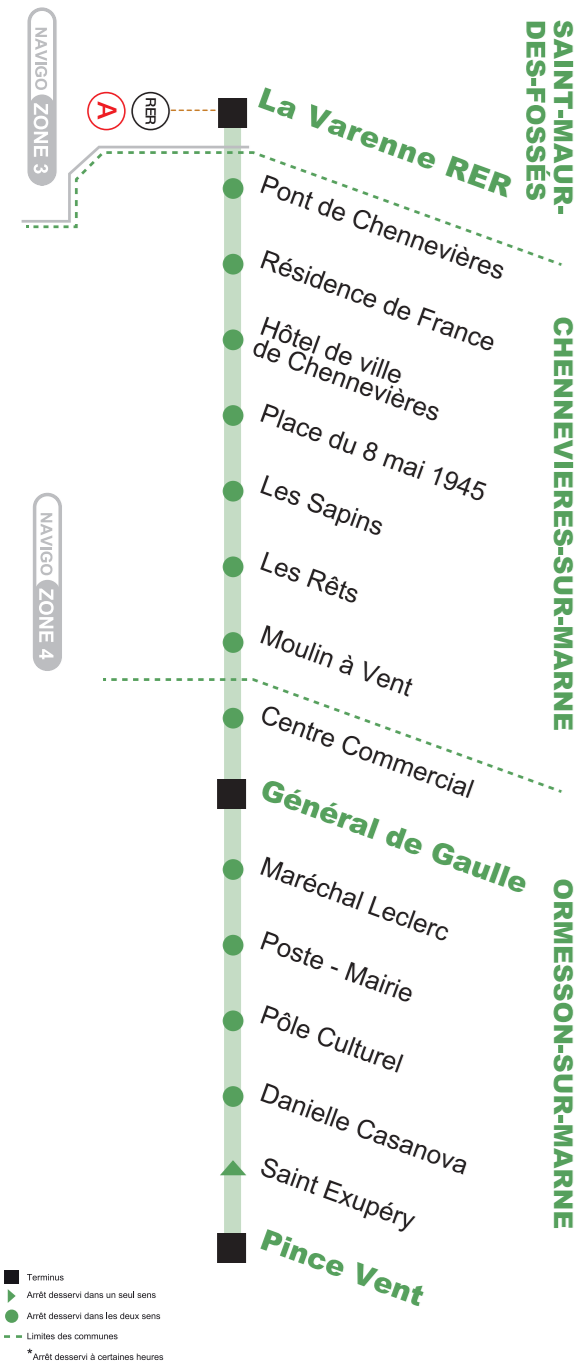 SAINT-MAUR-
DES-FOSSÉS
NAVIGO ZONE 3
A
RER
La Varenne RER
Pont de Chennevières
Résidence de France
Hôtel de ville
de Chennevières
Place du 8 mai 1945
Les Sapins
Les Rêts
Moulin à Vent
CHENNEVIERES-SUR-MARNE
NAVIGO ZONE 4
Centre Commercial
Général de Gaulle
Maréchal Leclerc
Poste - Mairie
Pôle Culturel
Danielle Casanova
Saint Exupéry
Pince Vent
ORMESSON-SUR-MARNE
Terminus
Arrêt desservi dans un seul sens
Arrêt desservi dans les deux sens
Limites des communes
*Arrêt desservi à certaines heures